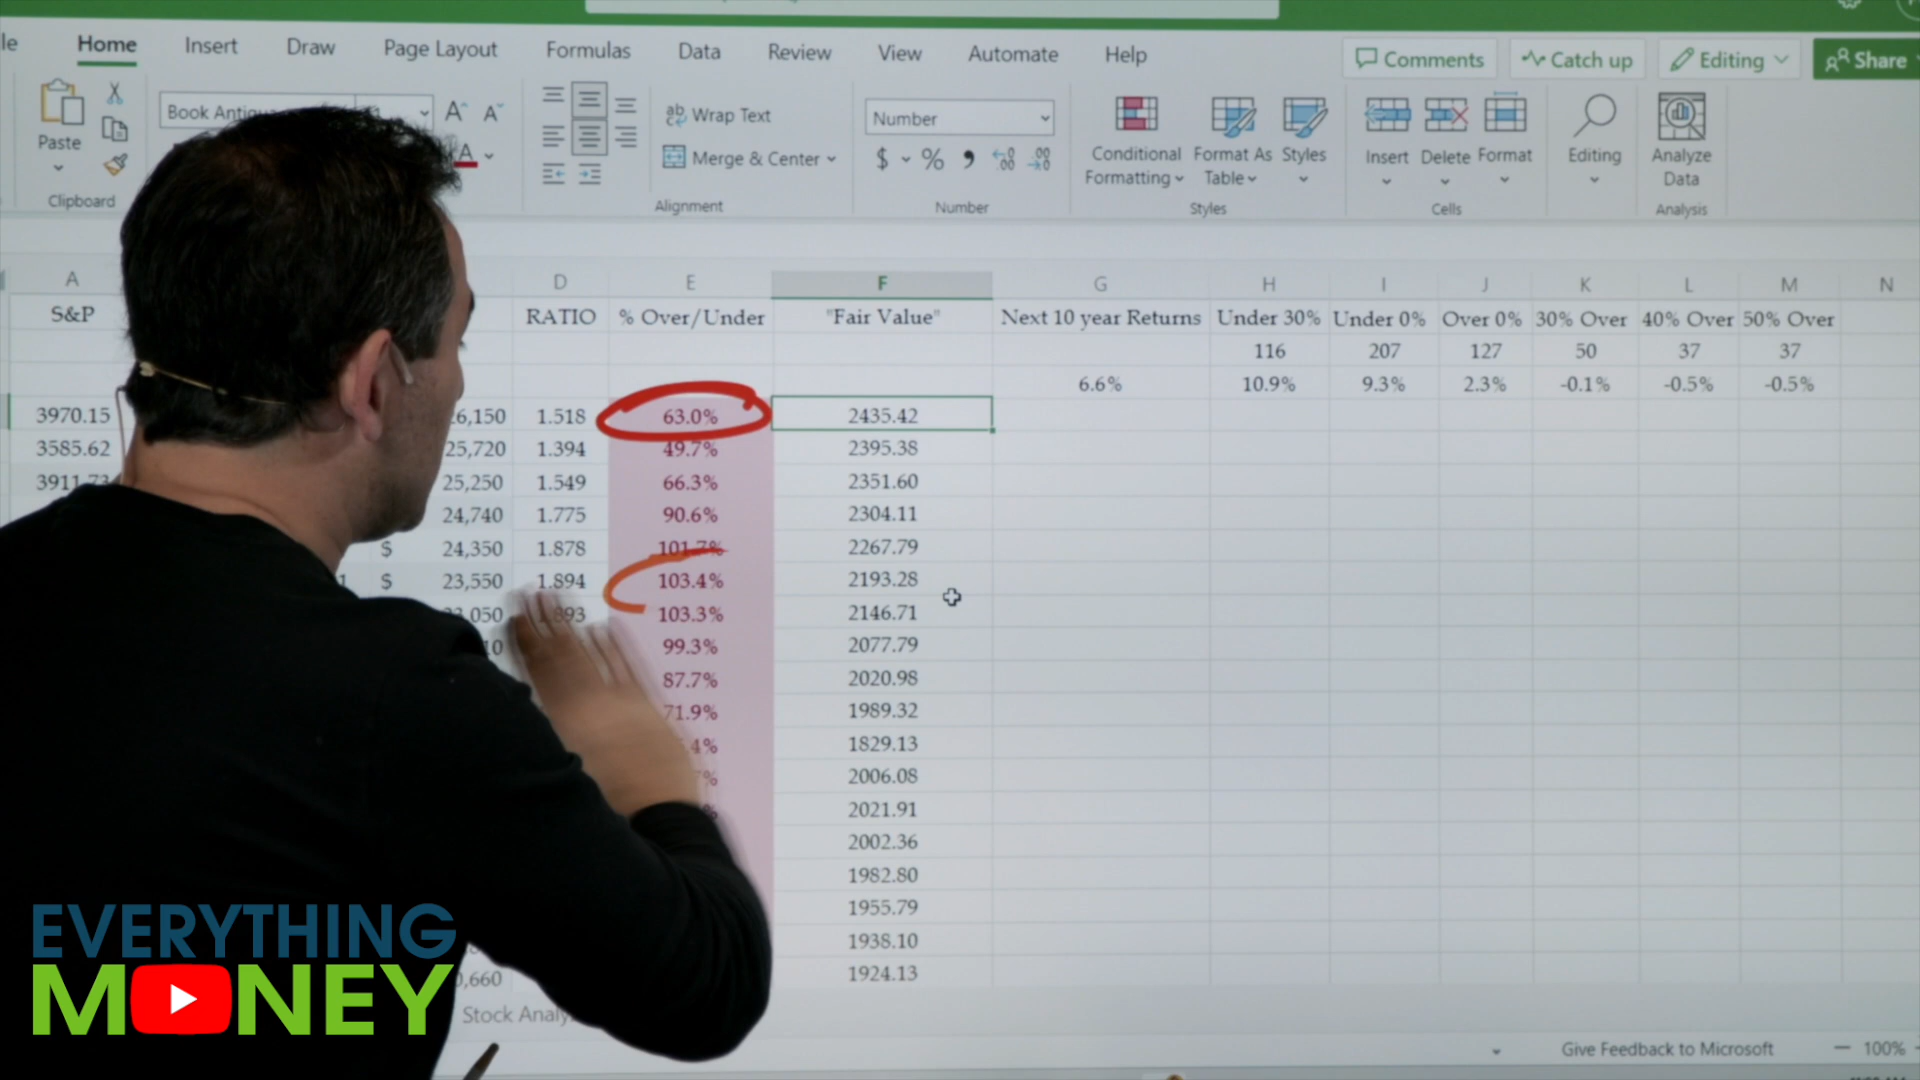 Home Insert Draw Page Layout Formulas Data Review View Automate Help Comments Catch up Editing Share
Paste
Clipboard
Book
Wrap Text
Merge & Center
Alignment
Number
$ % 
Number
Conditional Formatting
Format As Table
Styles
Styles
Insert Delete Format
Cells
Editing
Analyze Data
Analysis
A D E F G H I J K L M N
S&P RATIO % Over/Under "Fair Value" Next 10 year Returns Under 30% Under 0% Over 0% 30% Over 40% Over 50% Over
116 207 127 50 37 37
6.6% 10.9% 9.3% 2.3% -0.1% -0.5% -0.5%
3970.15 1.518 63.0% 2435.42
3585.62 25,720 1.394 49.7% 2395.38
3911.73 25,250 1.549 66.3% 2351.60
24,740 1.775 90.6% 2304.11
$ 24,350 1.878 101.7% 2267.79
$ 23,550 1.894 103.4% 2193.28
103.3% 2146.71
99.3% 2077.79
87.7% 2020.98
71.9% 1989.32
1829.13
2006.08
2021.91
2002.36
1982.80
1955.79
1938.10
1924.13
Stock
Give Feedback to Microsoft 100%
EVERYTHING
MONEY